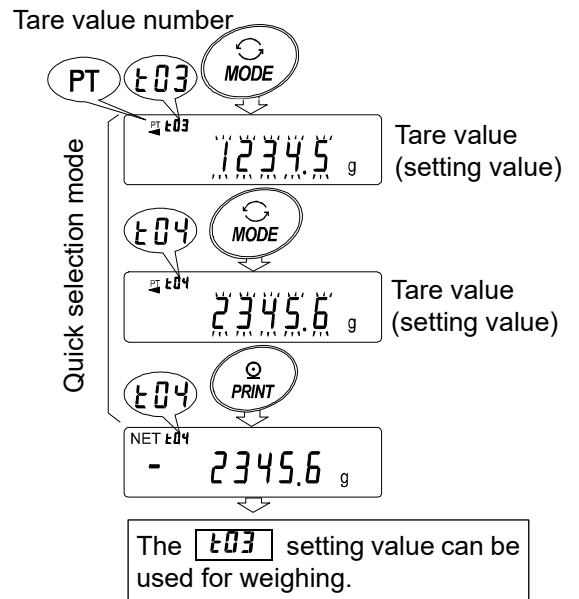 Tare value number
MODE
PT t03
PT t03
1234.5 g
Tare value
(setting value)
Quick selection mode
MODE
t04
PT t04
2345.6 g
Tare value
(setting value)
PRINT
t04
NET t04
- 2345.6 g
The t03 setting value can be
used for weighing.